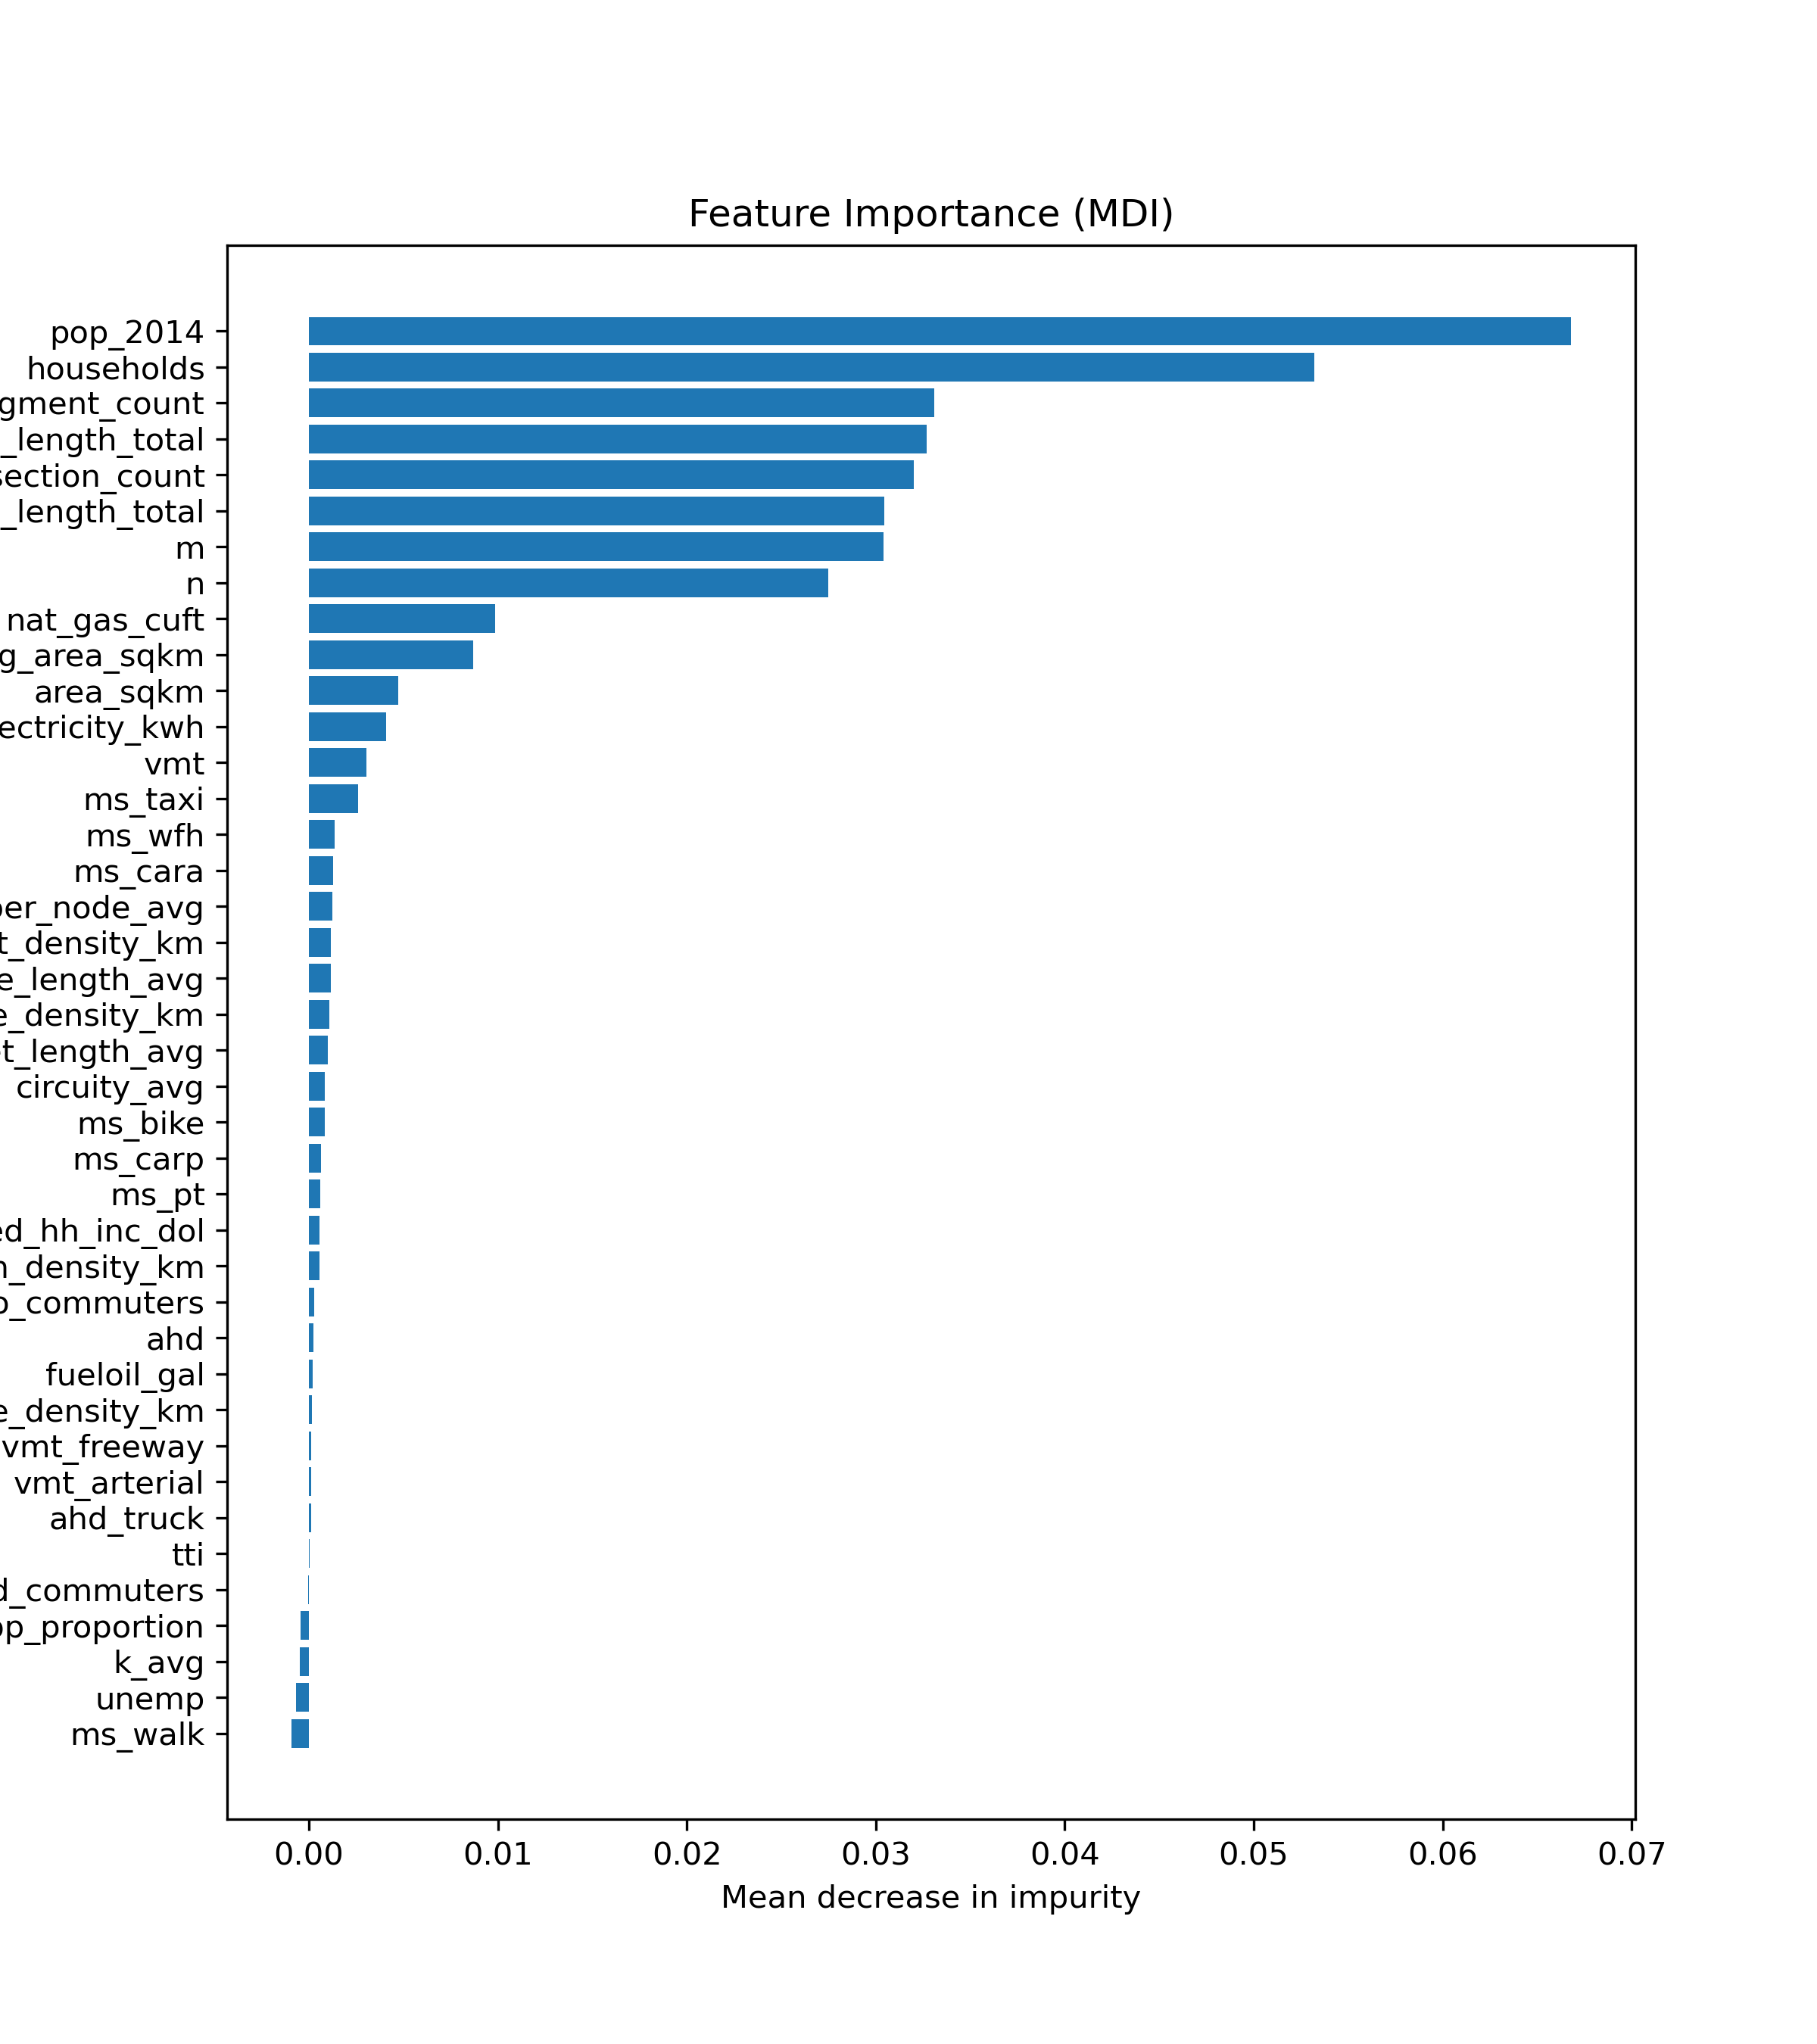 Feature Importance (MDI)
pop_2014
households
gment_count
_length_total
section_count
_length_total
m
n
nat_gas_cuft
g_area_sqkm
area_sqkm
ectricity_kwh
vmt
ms_taxi
ms_wfh
ms_cara
per_node_avg
t_density_km
e_length_avg
e_density_km
et_length_avg
circuity_avg
ms_bike
ms_carp
ms_pt
ed_hh_inc_dol
n_density_km
p_commuters
ahd
fueloil_gal
e_density_km
vmt_freeway
vmt_arterial
ahd_truck
tti
d_commuters
op_proportion
k_avg
unemp
ms_walk
0.00 0.01 0.02 0.03 0.04 0.05 0.06 0.07
Mean decrease in impurity